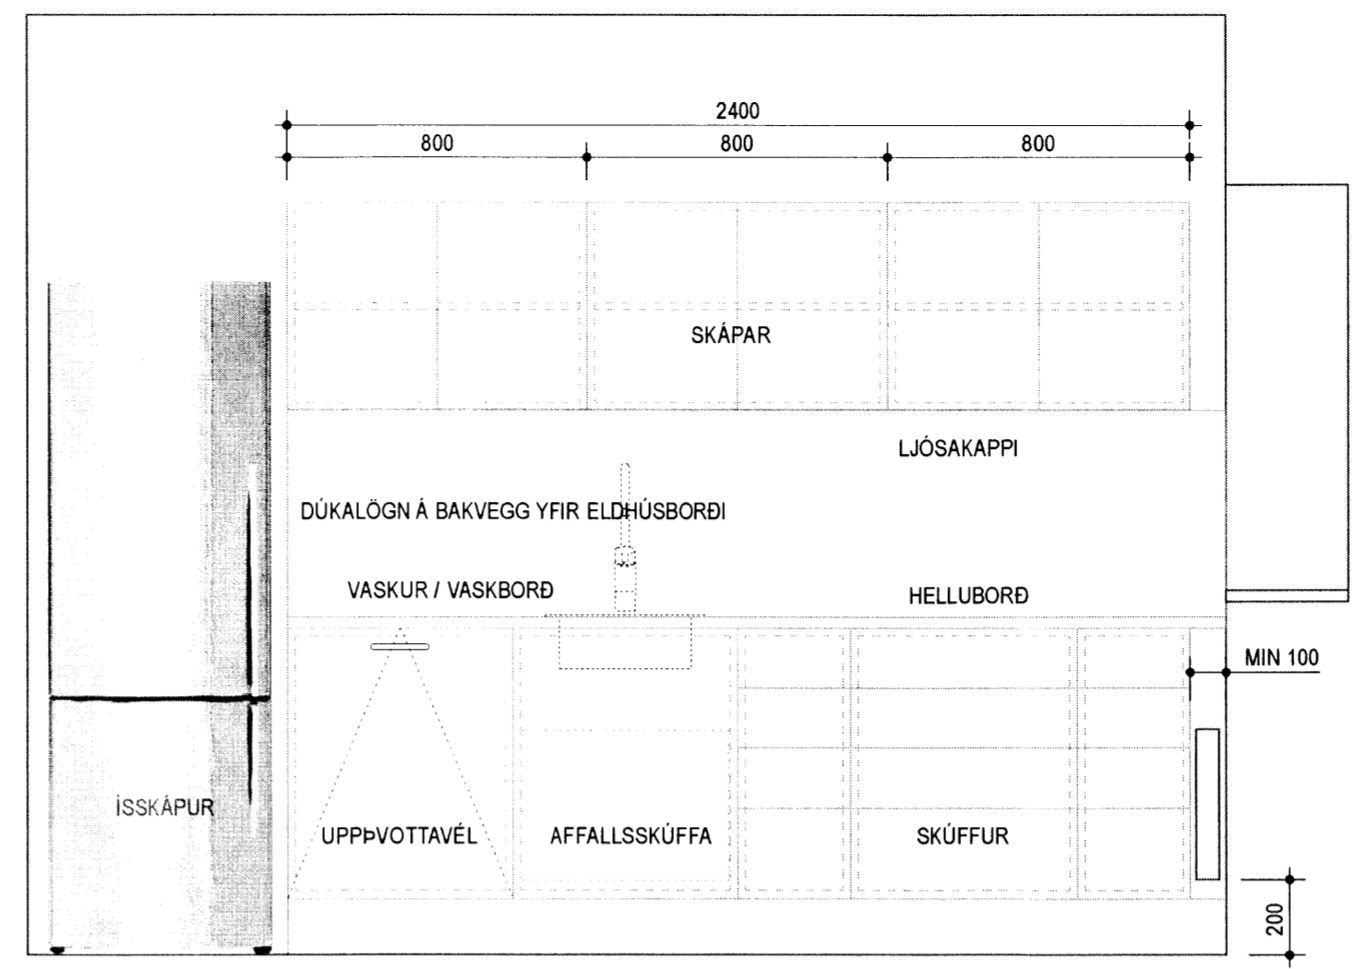 2400
800 800 800
SKÁPAR
LJÓSAKAPPI
DÚKALÖGN Á BAKVEGG YFIR ELDHÚSBORÐI
VASKUR / VASKBORÐ
HELLUBORÐ
MIN 100
ÍSSKÁPUR
UPPÞVOTTAVÉL
AFFALLSSKÚFFA
SKÚFFUR
200